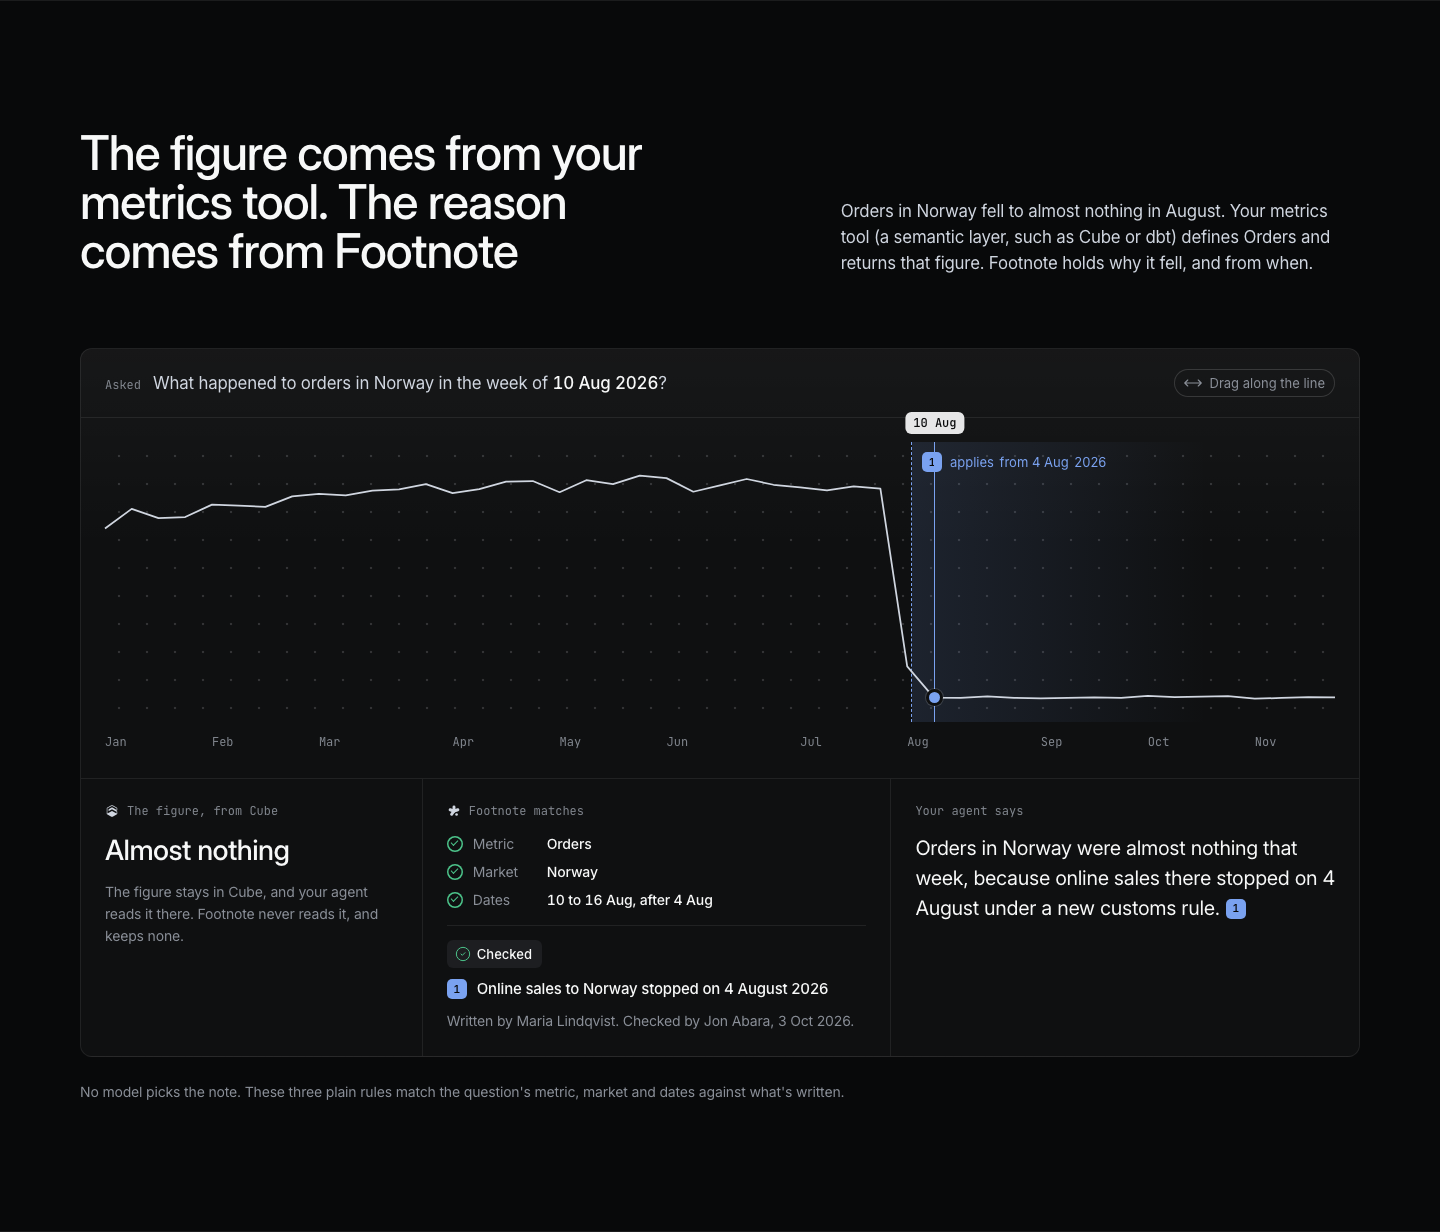 The figure comes from your
metrics tool. The reason
comes from Footnote
Orders in Norway fell to almost nothing in August. Your metrics
tool (a semantic layer, such as Cube or dbt) defines Orders and
returns that figure. Footnote holds why it fell, and from when.
Asked What happened to orders in Norway in the week of 10 Aug 2026?
Drag along the line
10 Aug
1 applies from 4 Aug 2026
Jan Feb Mar Apr May Jun Jul Aug Sep Oct Nov
The figure, from Cube
Almost nothing
The figure stays in Cube, and your agent
reads it there. Footnote never reads it, and
keeps none.
Footnote matches
Metric Orders
Market Norway
Dates 10 to 16 Aug, after 4 Aug
Checked
1 Online sales to Norway stopped on 4 August 2026
Written by Maria Lindqvist. Checked by Jon Abara, 3 Oct 2026.
Your agent says
Orders in Norway were almost nothing that
week, because online sales there stopped on 4
August under a new customs rule. 1
No model picks the note. These three plain rules match the question's metric, market and dates against what's written.